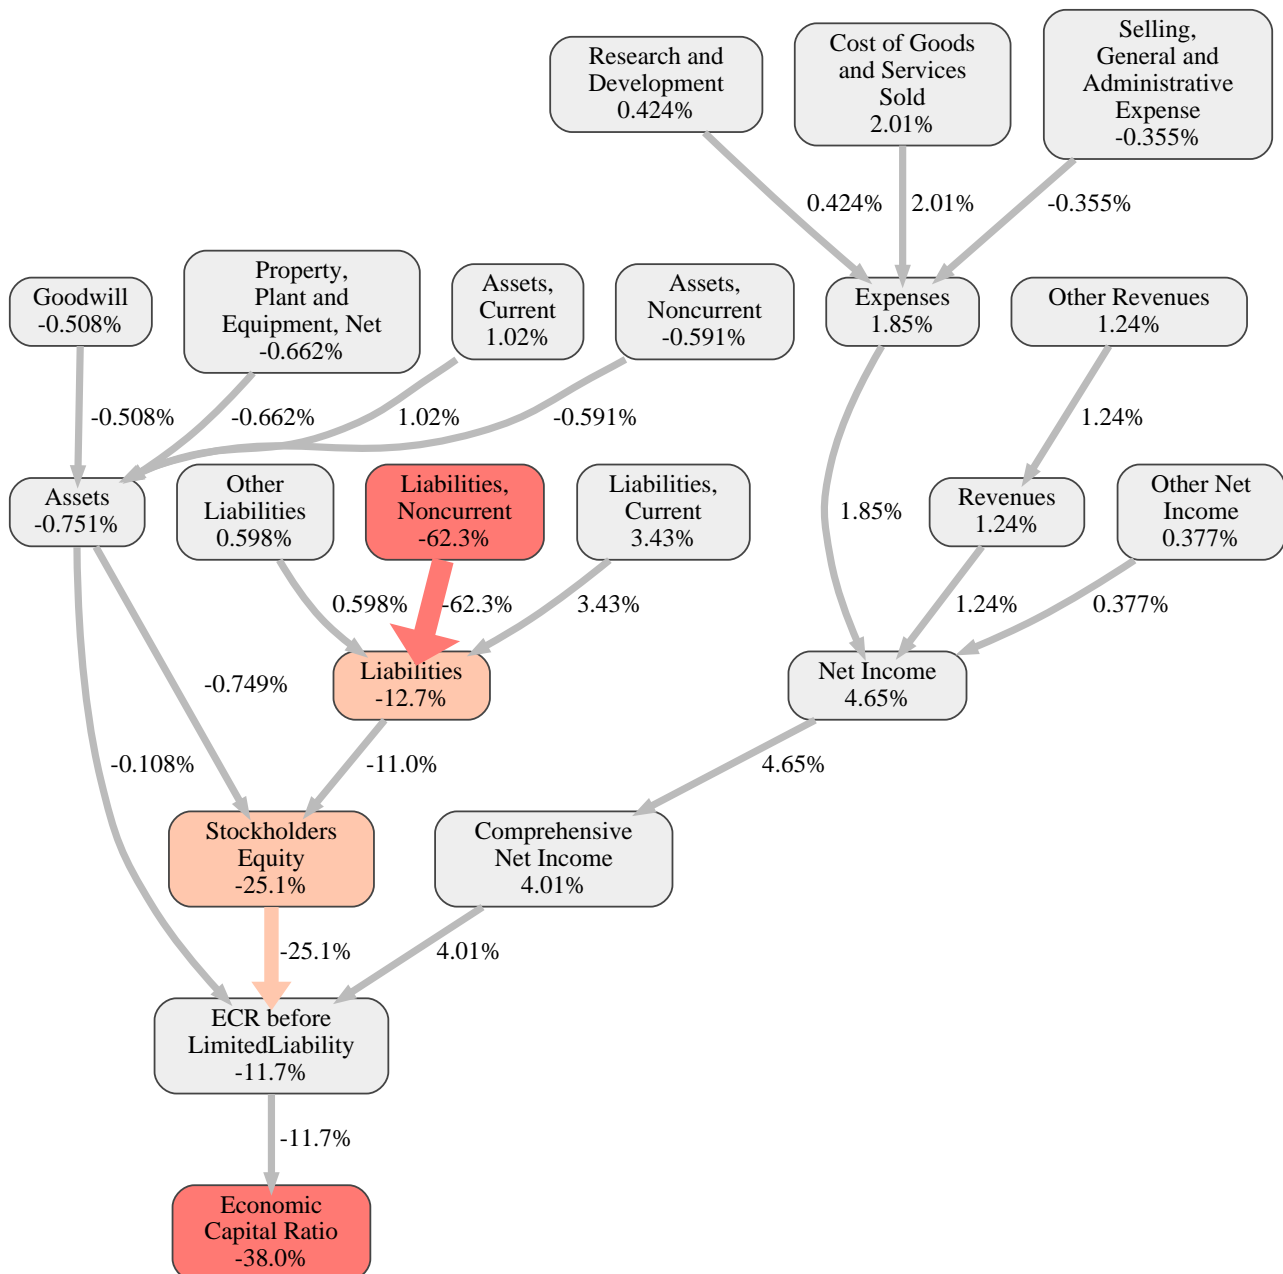 Research and
Development
0.424%
Cost of Goods
and Services
Sold
2.01%
Selling,
General and
Administrative
Expense
-0.355%
0.424%
2.01%
-0.355%
Goodwill
-0.508%
Property,
Plant and
Equipment, Net
-0.662%
Assets,
Current
1.02%
Assets,
Noncurrent
-0.591%
Expenses
1.85%
Other Revenues
1.24%
-0.508%
-0.662%
1.02%
-0.591%
1.24%
Assets
-0.751%
Other
Liabilities
0.598%
Liabilities,
Noncurrent
-62.3%
Liabilities,
Current
3.43%
1.85%
Revenues
1.24%
Other Net
Income
0.377%
0.598%
-62.3%
3.43%
1.24%
0.377%
-0.749%
Liabilities
-12.7%
Net Income
4.65%
-0.108%
-11.0%
4.65%
Stockholders
Equity
-25.1%
Comprehensive
Net Income
4.01%
-25.1%
4.01%
ECR before
LimitedLiability
-11.7%
-11.7%
Economic
Capital Ratio
-38.0%